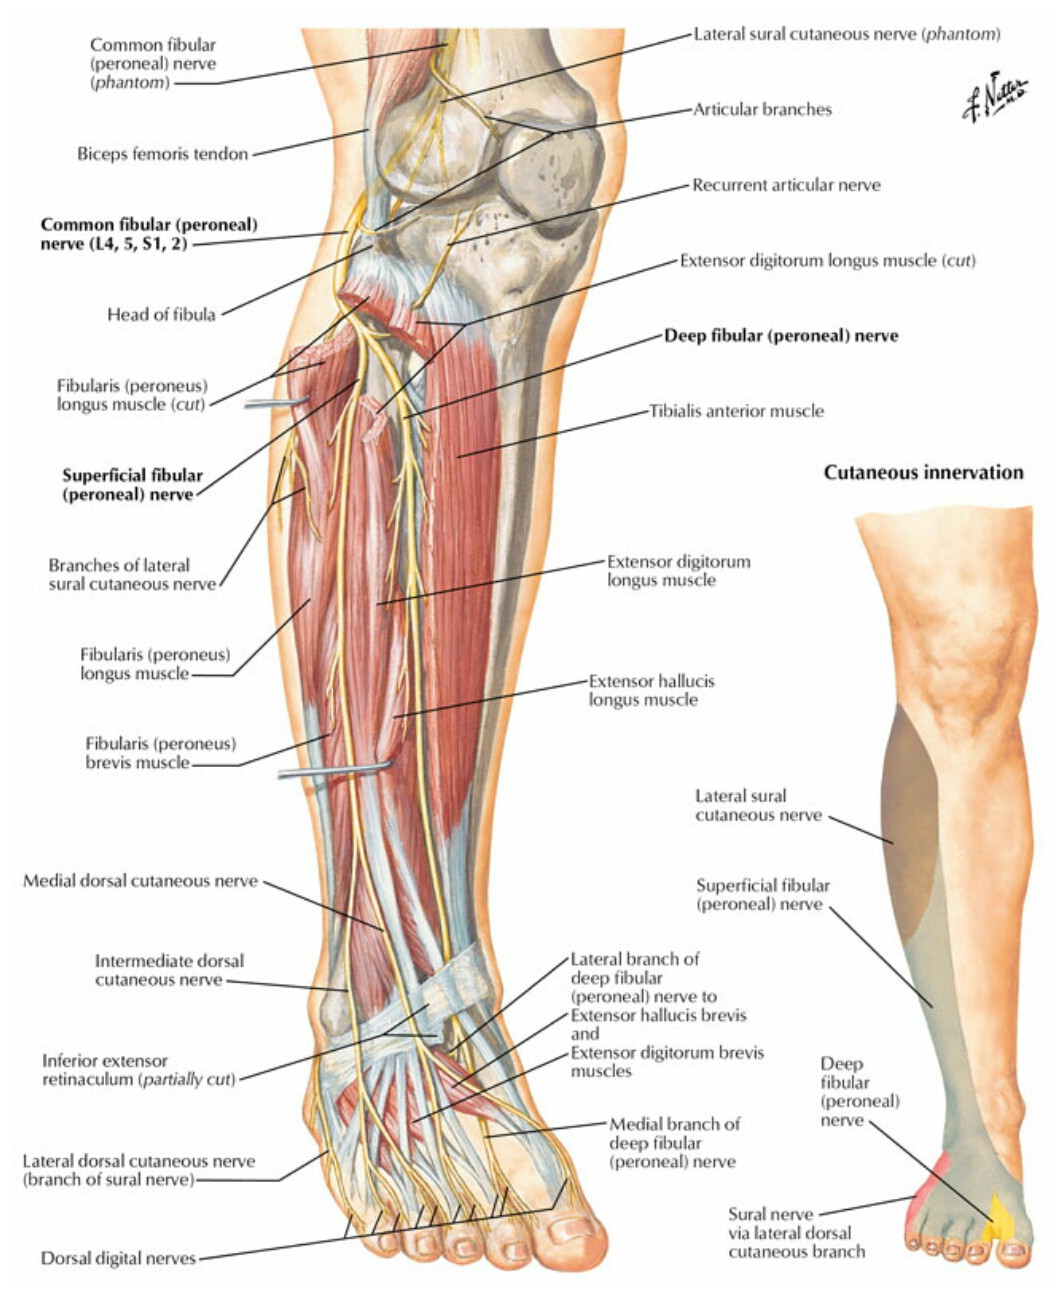 Common fibular
(peroneal) nerve
(phantom)
Lateral sural cutaneous nerve (phantom)
F. Netter
M.D.
Articular branches
Biceps femoris tendon
Recurrent articular nerve
Common fibular (peroneal)
nerve (L4, 5, S1, 2)
Extensor digitorum longus muscle (cut)
Head of fibula
Deep fibular (peroneal) nerve
Fibularis (peroneus)
longus muscle (cut)
Tibialis anterior muscle
Superficial fibular
(peroneal) nerve
Cutaneous innervation
Branches of lateral
sural cutaneous nerve
Extensor digitorum
longus muscle
Fibularis (peroneus)
longus muscle
Extensor hallucis
longus muscle
Fibularis (peroneus)
brevis muscle
Lateral sural
cutaneous nerve
Medial dorsal cutaneous nerve
Superficial fibular
(peroneal) nerve
Intermediate dorsal
cutaneous nerve
Lateral branch of
deep fibular
(peroneal) nerve to
Extensor hallucis brevis
and
Extensor digitorum brevis
muscles
Inferior extensor
retinaculum (partially cut)
Deep
fibular
(peroneal)
nerve
Medial branch of
deep fibular
(peroneal) nerve
Lateral dorsal cutaneous nerve
(branch of sural nerve)
Sural nerve
via lateral dorsal
cutaneous branch
Dorsal digital nerves